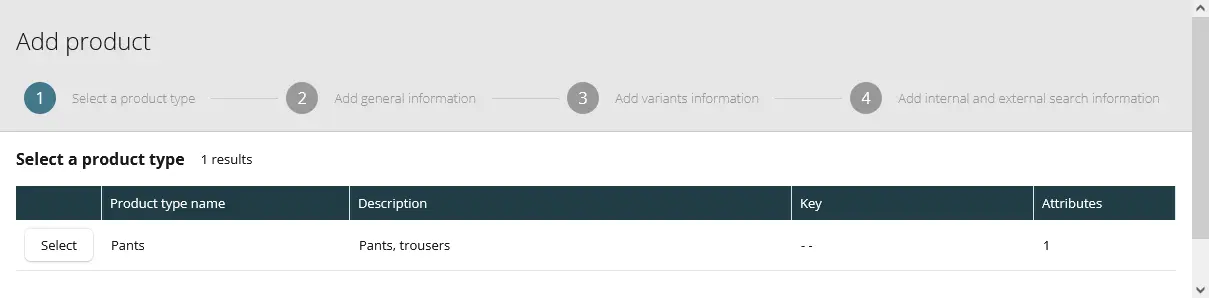 Add product
1 Select a product type 2 Add general information 3 Add variants information 4 Add internal and external search information
Select a product type 1 results
Product type name Description Key Attributes
Select Pants Pants, trousers - - 1